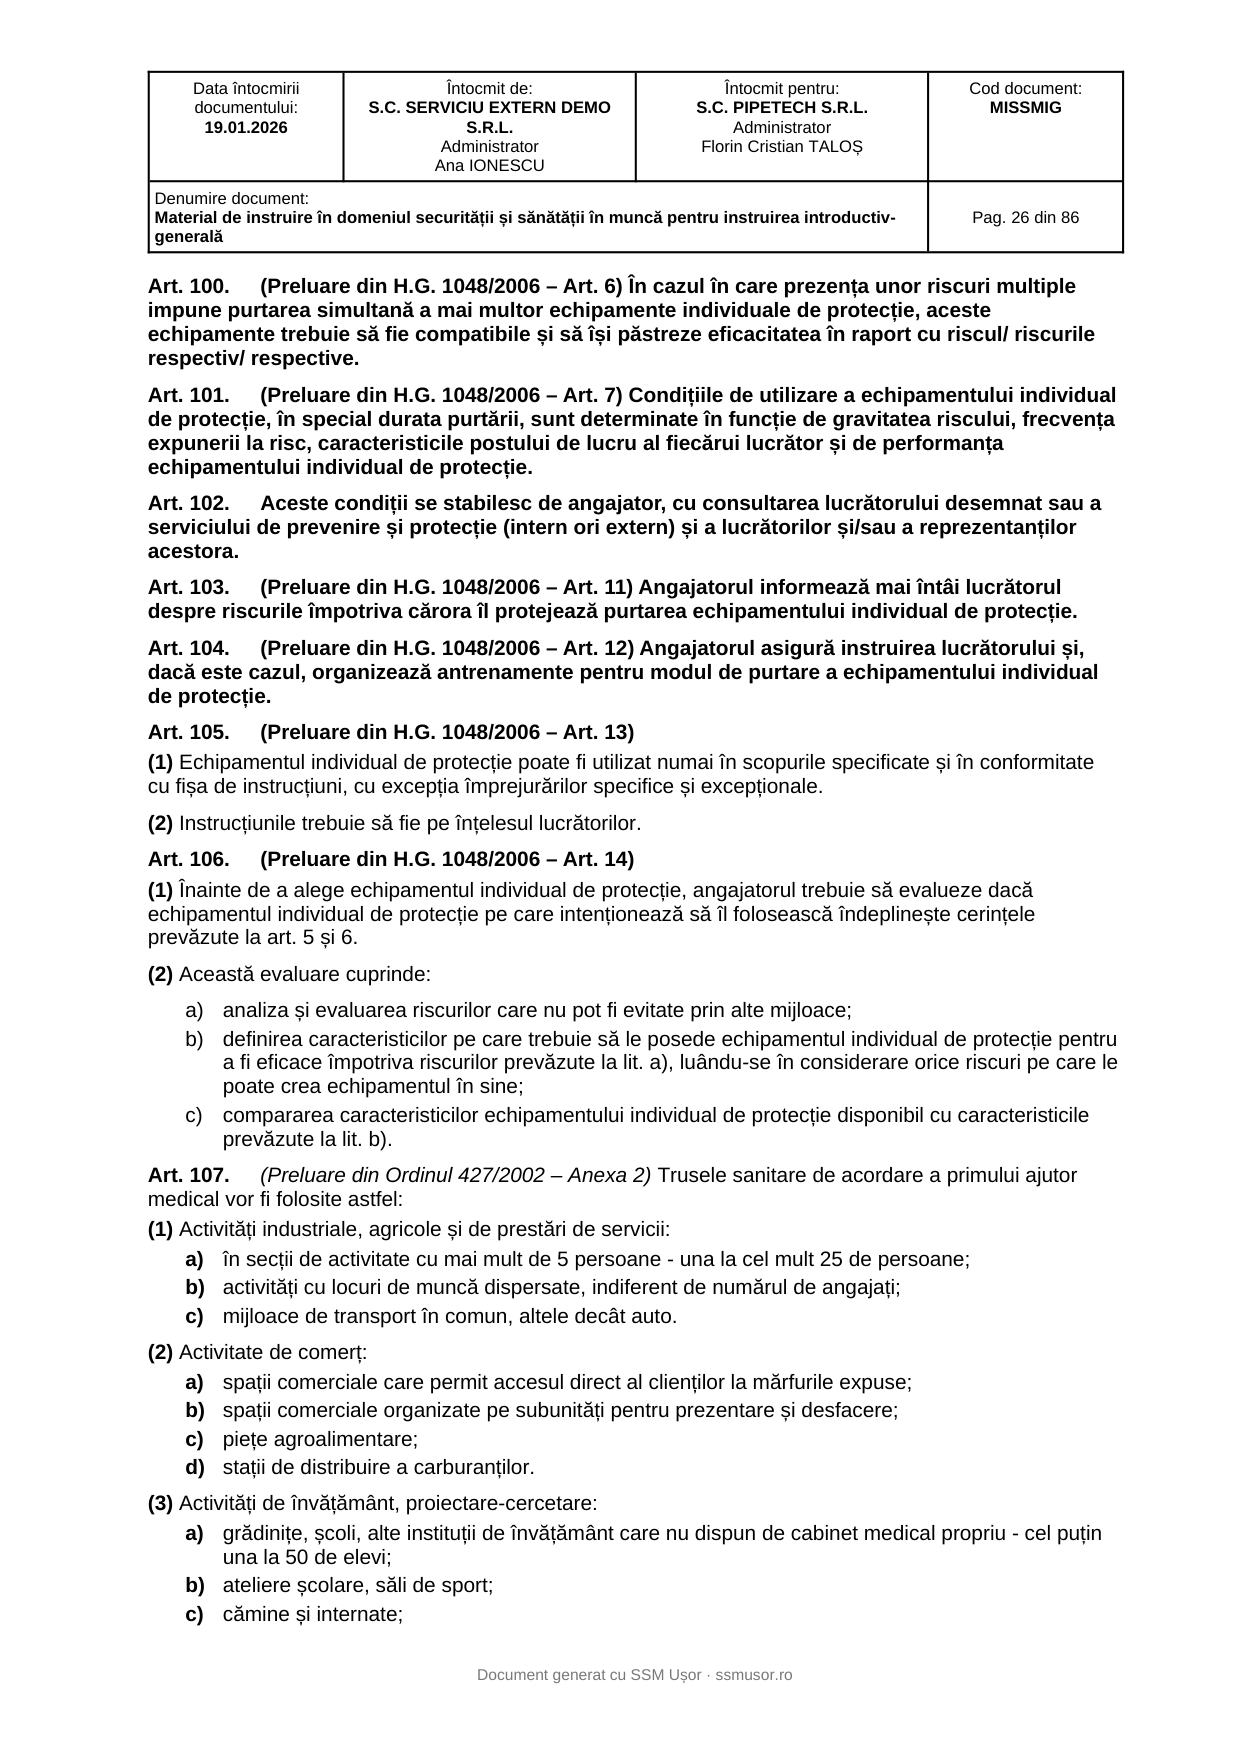 Data întocmirii
documentului:
19.01.2026
Întocmit de:
S.C. SERVICIU EXTERN DEMO
S.R.L.
Administrator
Ana IONESCU
Întocmit pentru:
S.C. PIPETECH S.R.L.
Administrator
Florin Cristian TALOȘ
Cod document:
MISSMIG
Denumire document:
Material de instruire în domeniul securității și sănătății în muncă pentru instruirea introductiv-
generală
Pag. 26 din 86
Art. 100. (Preluare din H.G. 1048/2006 – Art. 6) În cazul în care prezența unor riscuri multiple
impune purtarea simultană a mai multor echipamente individuale de protecție, aceste
echipamente trebuie să fie compatibile și să își păstreze eficacitatea în raport cu riscul/ riscurile
respectiv/ respective.
Art. 101. (Preluare din H.G. 1048/2006 – Art. 7) Condițiile de utilizare a echipamentului individual
de protecție, în special durata purtării, sunt determinate în funcție de gravitatea riscului, frecvența
expunerii la risc, caracteristicile postului de lucru al fiecărui lucrător și de performanța
echipamentului individual de protecție.
Art. 102. Aceste condiții se stabilesc de angajator, cu consultarea lucrătorului desemnat sau a
serviciului de prevenire și protecție (intern ori extern) și a lucrătorilor și/sau a reprezentanților
acestora.
Art. 103. (Preluare din H.G. 1048/2006 – Art. 11) Angajatorul informează mai întâi lucrătorul
despre riscurile împotriva cărora îl protejează purtarea echipamentului individual de protecție.
Art. 104. (Preluare din H.G. 1048/2006 – Art. 12) Angajatorul asigură instruirea lucrătorului și,
dacă este cazul, organizează antrenamente pentru modul de purtare a echipamentului individual
de protecție.
Art. 105. (Preluare din H.G. 1048/2006 – Art. 13)
(1) Echipamentul individual de protecție poate fi utilizat numai în scopurile specificate și în conformitate
cu fișa de instrucțiuni, cu excepția împrejurărilor specifice și excepționale.
(2) Instrucțiunile trebuie să fie pe înțelesul lucrătorilor.
Art. 106. (Preluare din H.G. 1048/2006 – Art. 14)
(1) Înainte de a alege echipamentul individual de protecție, angajatorul trebuie să evalueze dacă
echipamentul individual de protecție pe care intenționează să îl folosească îndeplinește cerințele
prevăzute la art. 5 și 6.
(2) Această evaluare cuprinde:
a) analiza și evaluarea riscurilor care nu pot fi evitate prin alte mijloace;
b) definirea caracteristicilor pe care trebuie să le posede echipamentul individual de protecție pentru
a fi eficace împotriva riscurilor prevăzute la lit. a), luându-se în considerare orice riscuri pe care le
poate crea echipamentul în sine;
c) compararea caracteristicilor echipamentului individual de protecție disponibil cu caracteristicile
prevăzute la lit. b).
Art. 107. (Preluare din Ordinul 427/2002 – Anexa 2) Trusele sanitare de acordare a primului ajutor
medical vor fi folosite astfel:
(1) Activități industriale, agricole și de prestări de servicii:
a) în secții de activitate cu mai mult de 5 persoane - una la cel mult 25 de persoane;
b) activități cu locuri de muncă dispersate, indiferent de numărul de angajați;
c) mijloace de transport în comun, altele decât auto.
(2) Activitate de comerț:
a) spații comerciale care permit accesul direct al clienților la mărfurile expuse;
b) spații comerciale organizate pe subunități pentru prezentare și desfacere;
c) piețe agroalimentare;
d) stații de distribuire a carburanților.
(3) Activități de învățământ, proiectare-cercetare:
a) grădinițe, școli, alte instituții de învățământ care nu dispun de cabinet medical propriu - cel puțin
una la 50 de elevi;
b) ateliere școlare, săli de sport;
c) cămine și internate;
Document generat cu SSM Ușor · ssmusor.ro